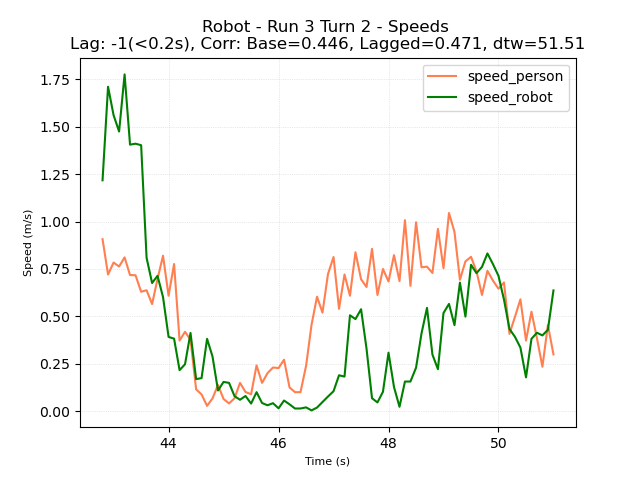 Robot - Run 3 Turn 2 - Speeds
Lag: -1(<0.2s), Corr: Base=0.446, Lagged=0.471, dtw=51.51
speed_person
speed_robot
1.75
1.50
1.25
1.00
0.75
0.50
0.25
0.00
Speed (m/s)
44 46 48 50
Time (s)